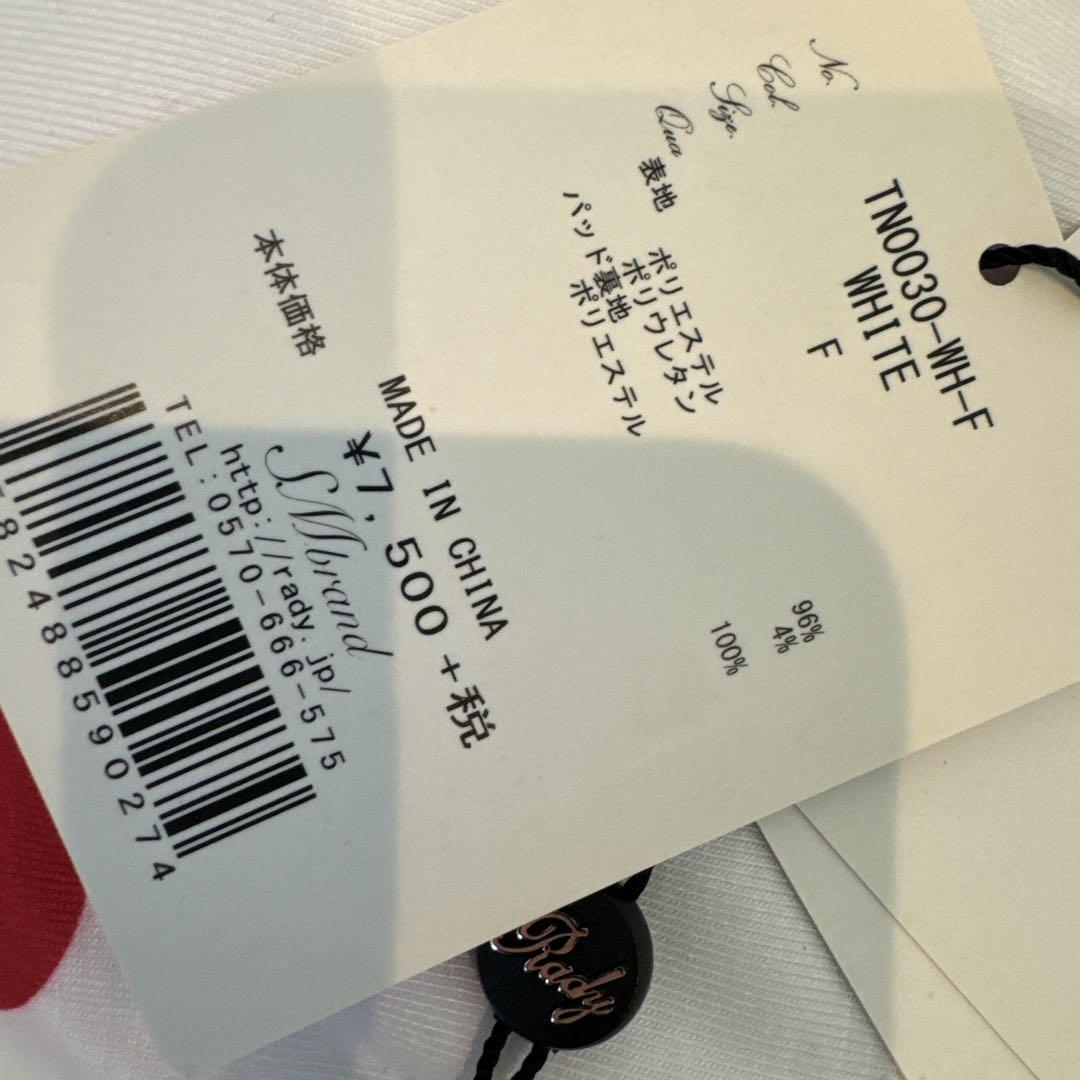 No. TN0030-WH-F
Col. WHITE
Size. F
Qua
表地 ポリエステル 96%
ポリウレタン 4%
パッド裏地
ポリエステル 100%
MADE IN CHINA
本体価格 ¥7,500+税
SMbrand
http://rady.jp/
TEL:0570-666-575
82488590274
Rady